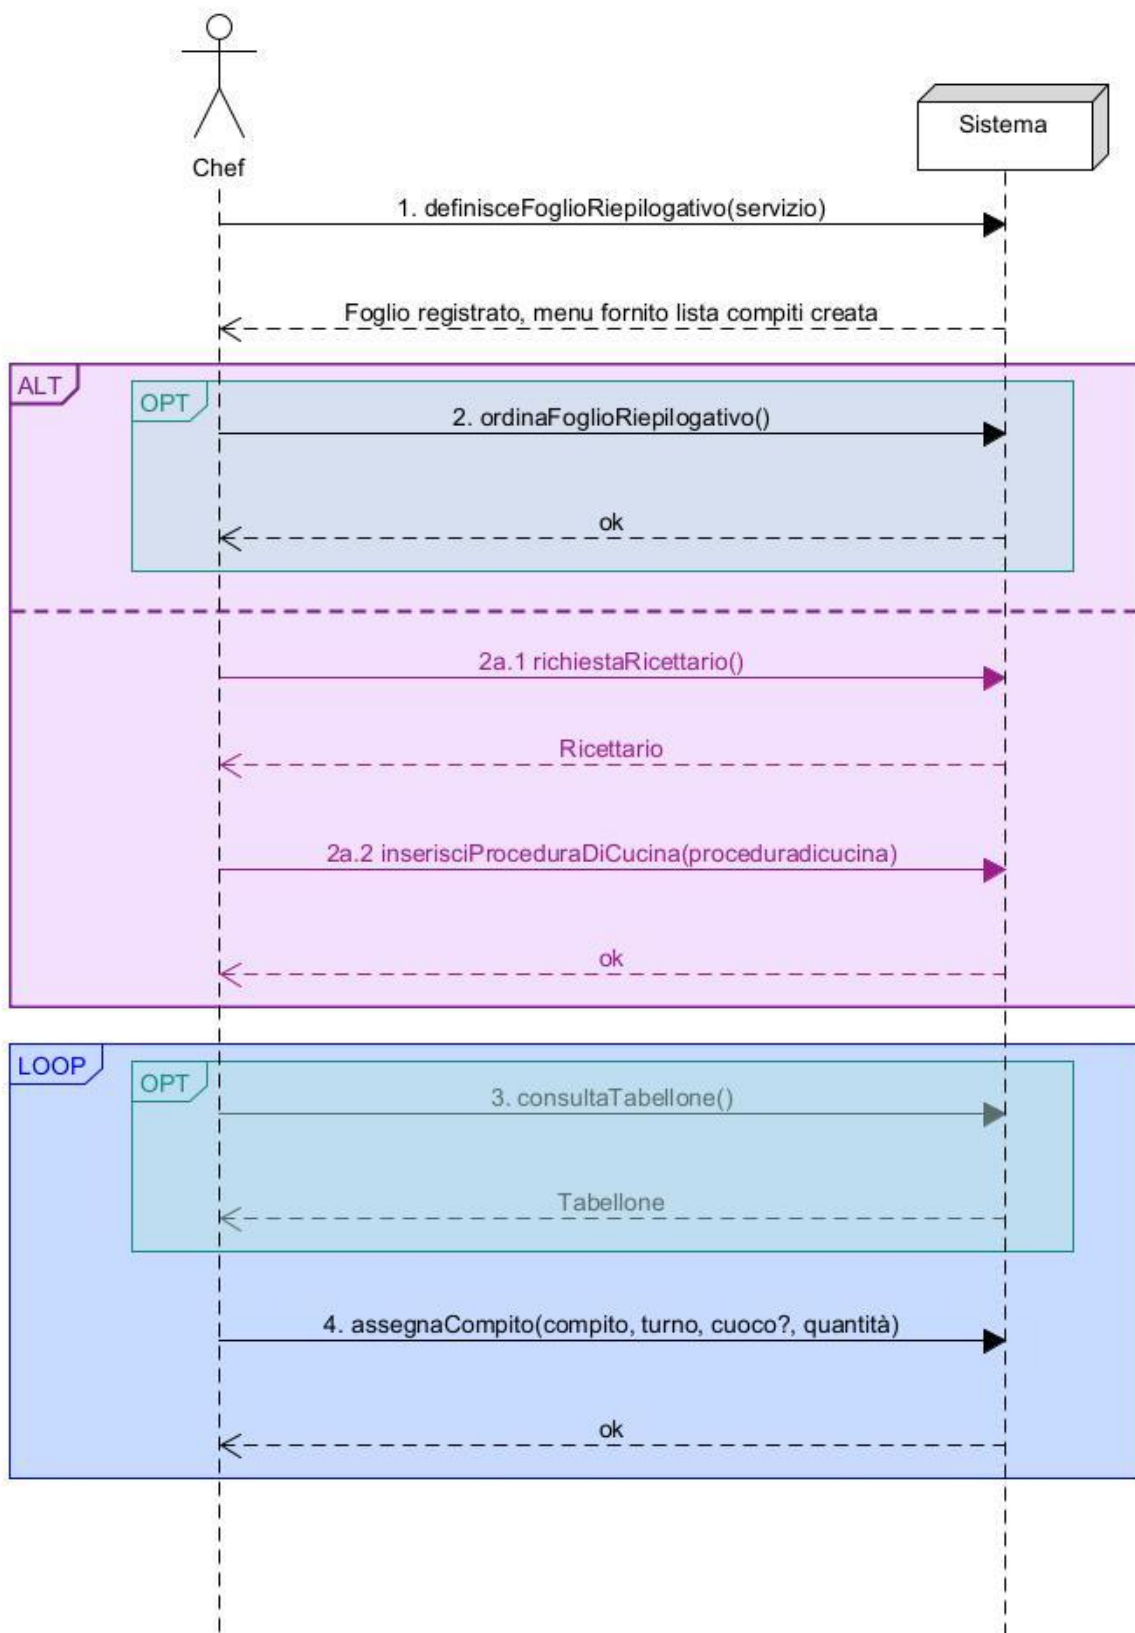 Chef
Sistema
1. definisceFoglioRiepilogativo(servizio)
Foglio registrato, menu fornito lista compiti creata
ALT
OPT
2. ordinaFoglioRiepilogativo()
ok
2a.1 richiestaRicettario()
Ricettario
2a.2 inserisciProceduraDiCucina(proceduradicucina)
ok
LOOP
OPT
3. consultaTabellone()
Tabellone
4. assegnaCompito(compito, turno, cuoco?, quantità)
ok